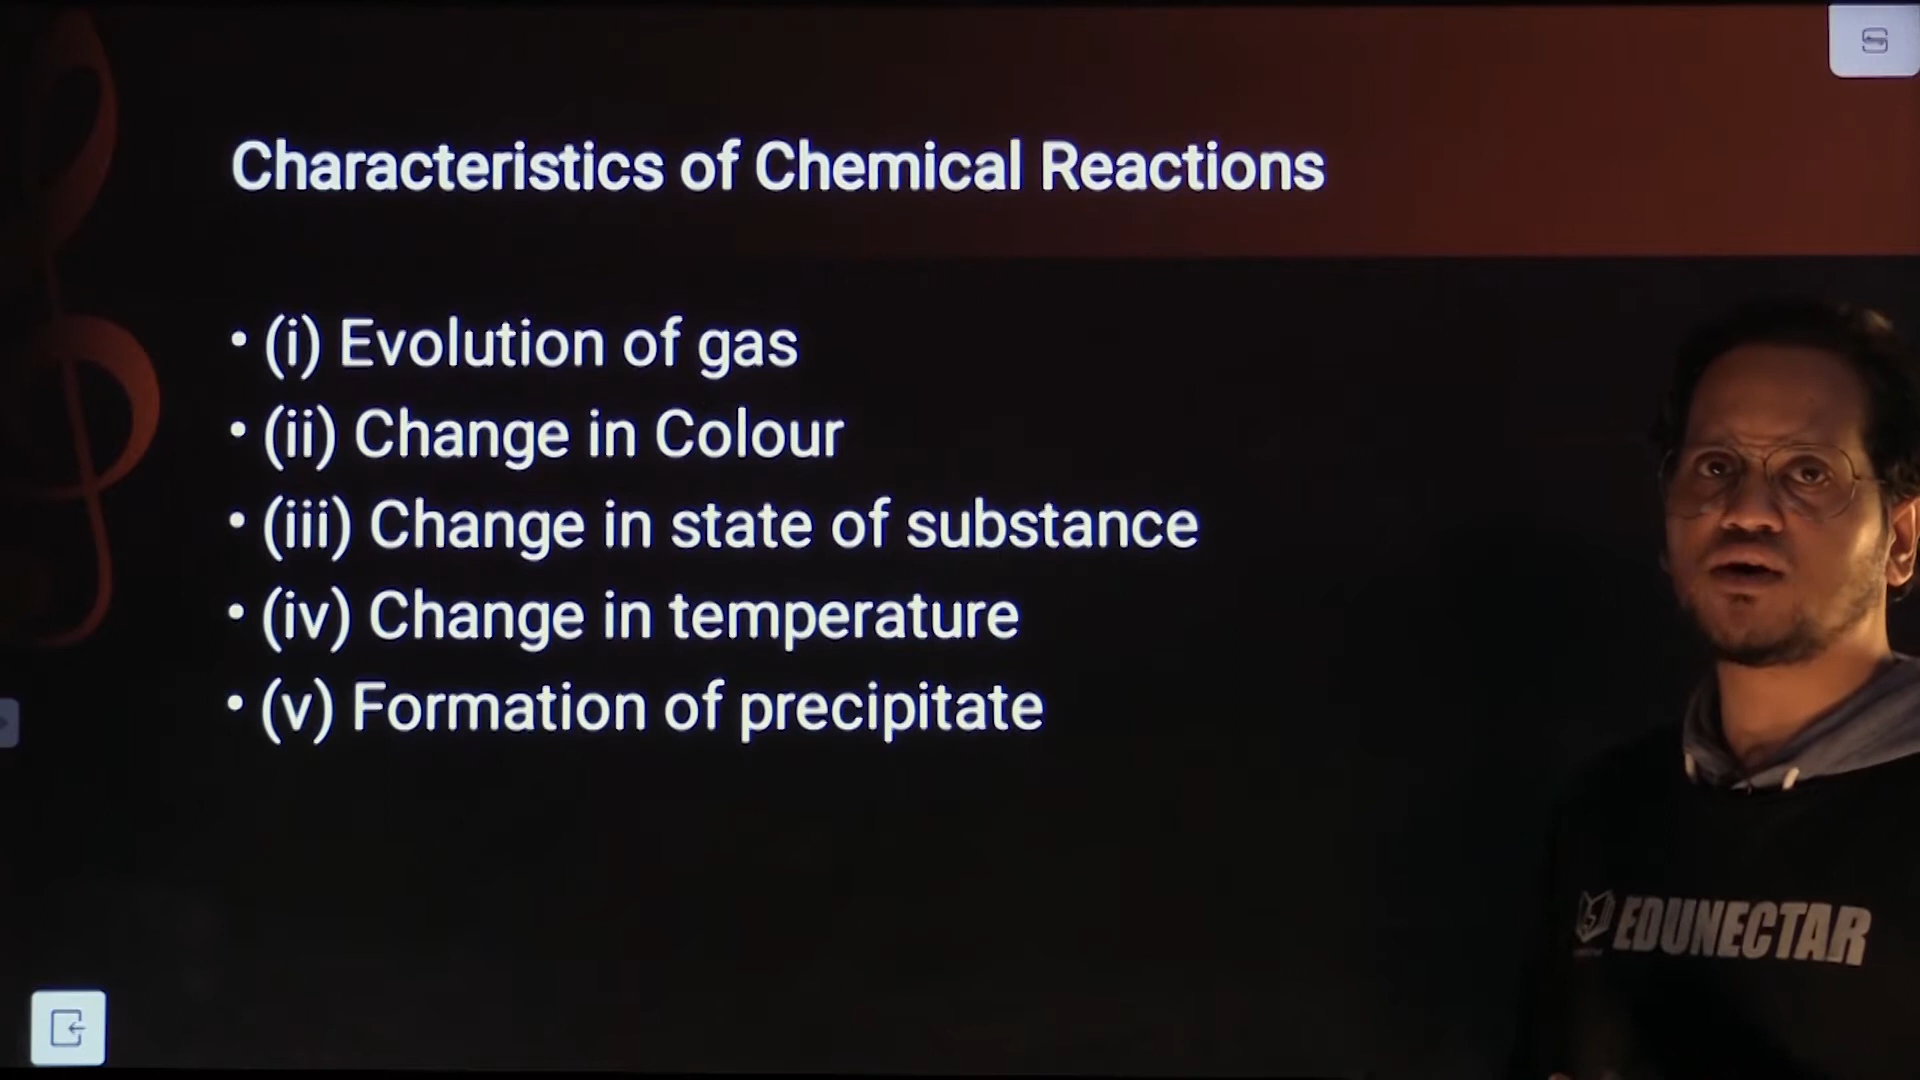 Characteristics of Chemical Reactions
• (i) Evolution of gas
• (ii) Change in Colour
• (iii) Change in state of substance
• (iv) Change in temperature
• (v) Formation of precipitate
EDUNECTAR